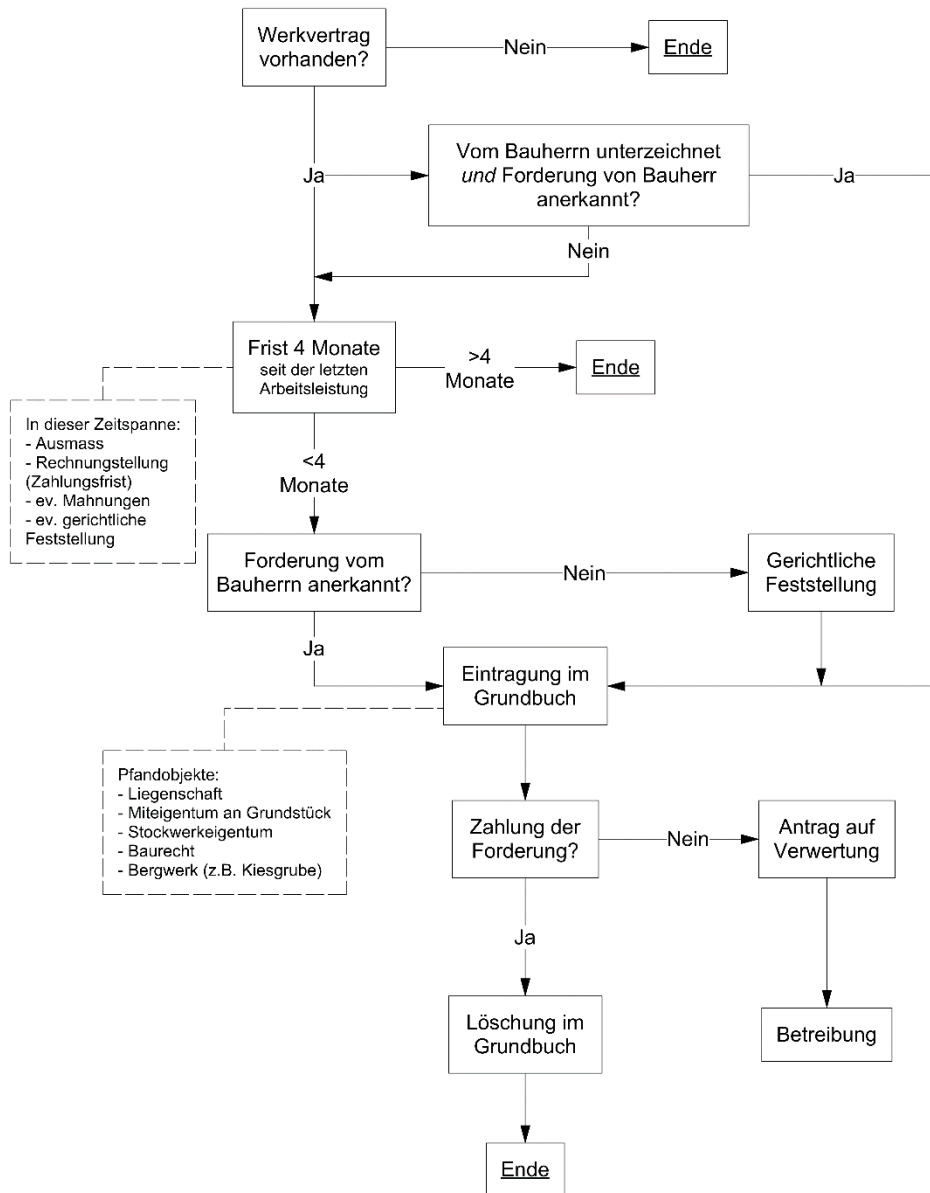 Werkvertrag
vorhanden?
Nein
Ende
Ja
Vom Bauherrn unterzeichnet
und Forderung von Bauherr
anerkannt?
Ja
Nein
Frist 4 Monate
seit der letzten
Arbeitsleistung
>4
Monate
Ende
In dieser Zeitspanne:
- Ausmass
- Rechnungstellung
(Zahlungsfrist)
- ev. Mahnungen
- ev. gerichtliche
Feststellung
<4
Monate
Forderung vom
Bauherrn anerkannt?
Nein
Gerichtliche
Feststellung
Ja
Eintragung im
Grundbuch
Pfandobjekte:
- Liegenschaft
- Miteigentum an Grundstück
- Stockwerkeigentum
- Baurecht
- Bergwerk (z.B. Kiesgrube)
Zahlung der
Forderung?
Nein
Antrag auf
Verwertung
Ja
Löschung im
Grundbuch
Betreibung
Ende